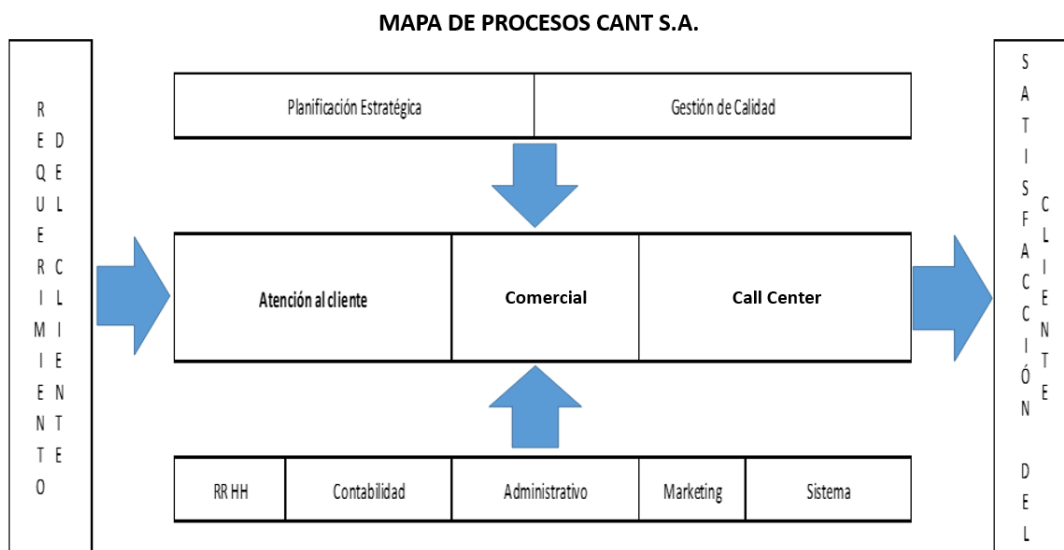 MAPA DE PROCESOS CANT S.A.
REQUERIMIENTO
DEL CLIENTE
Planificación Estratégica
Gestión de Calidad
Atención al cliente
Comercial
Call Center
RR HH
Contabilidad
Administrativo
Marketing
Sistema
SATISFACCIÓN DEL
CLIENTE